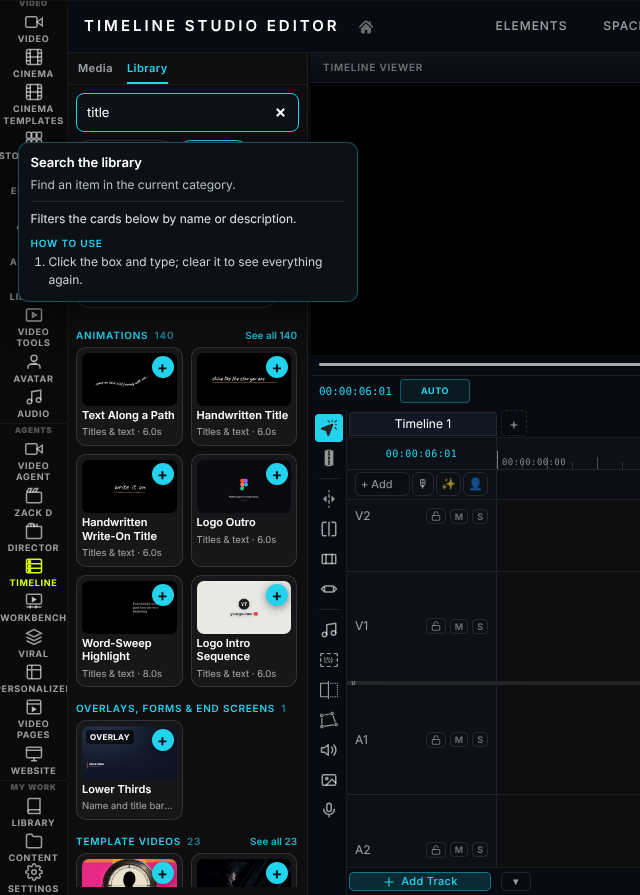 VIDEO
TIMELINE STUDIO EDITOR
ELEMENTS
VIDEO
CINEMA
CINEMA
TEMPLATES
VIDEO
TOOLS
AVATAR
AUDIO
AGENTS
VIDEO
AGENT
ZACK D
DIRECTOR
TIMELINE
WORKBENCH
VIRAL
VIDEO
PAGES
WEBSITE
MY WORK
LIBRARY
CONTENT
SETTINGS
Media
Library
title
Search the library
Find an item in the current category.
Filters the cards below by name or description.
HOW TO USE
1. Click the box and type; clear it to see everything
again.
ANIMATIONS 140
See all 140
Text Along a Path
Titles & text · 6.0s
Handwritten Title
Titles & text · 6.0s
write it on
Handwritten
Write-On Title
Titles & text · 6.0s
Logo Outro
Titles & text · 6.0s
Word-Sweep
Highlight
Titles & text · 8.0s
YT
Logo Intro
Sequence
Titles & text · 6.0s
OVERLAYS, FORMS & END SCREENS 1
OVERLAY
Lower Thirds
Name and title bar...
TEMPLATE VIDEOS 23
See all 23
TIMELINE VIEWER
00:00:06:01
AUTO
Timeline 1
+
00:00:06:01
00:00:00:00
+ Add
V2
M
S
V1
M
S
A1
M
S
A2
M
S
+ Add Track